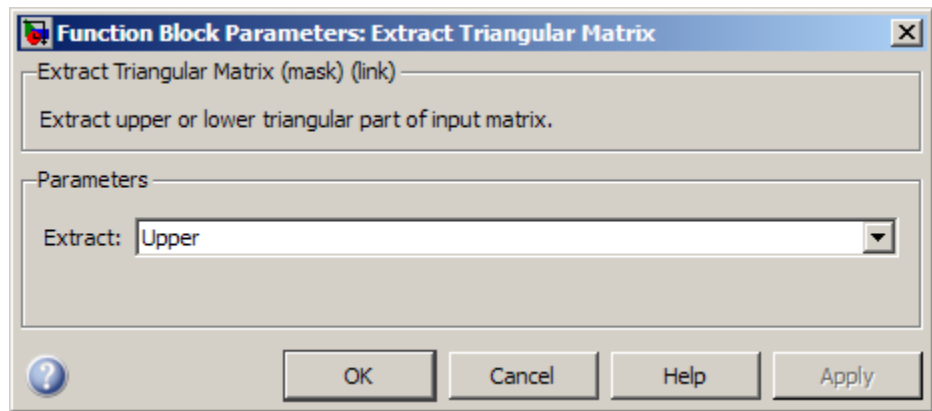 Function Block Parameters: Extract Triangular Matrix
Extract Triangular Matrix (mask) (link)
Extract upper or lower triangular part of input matrix.
Parameters
Extract: Upper
? OK Cancel Help Apply